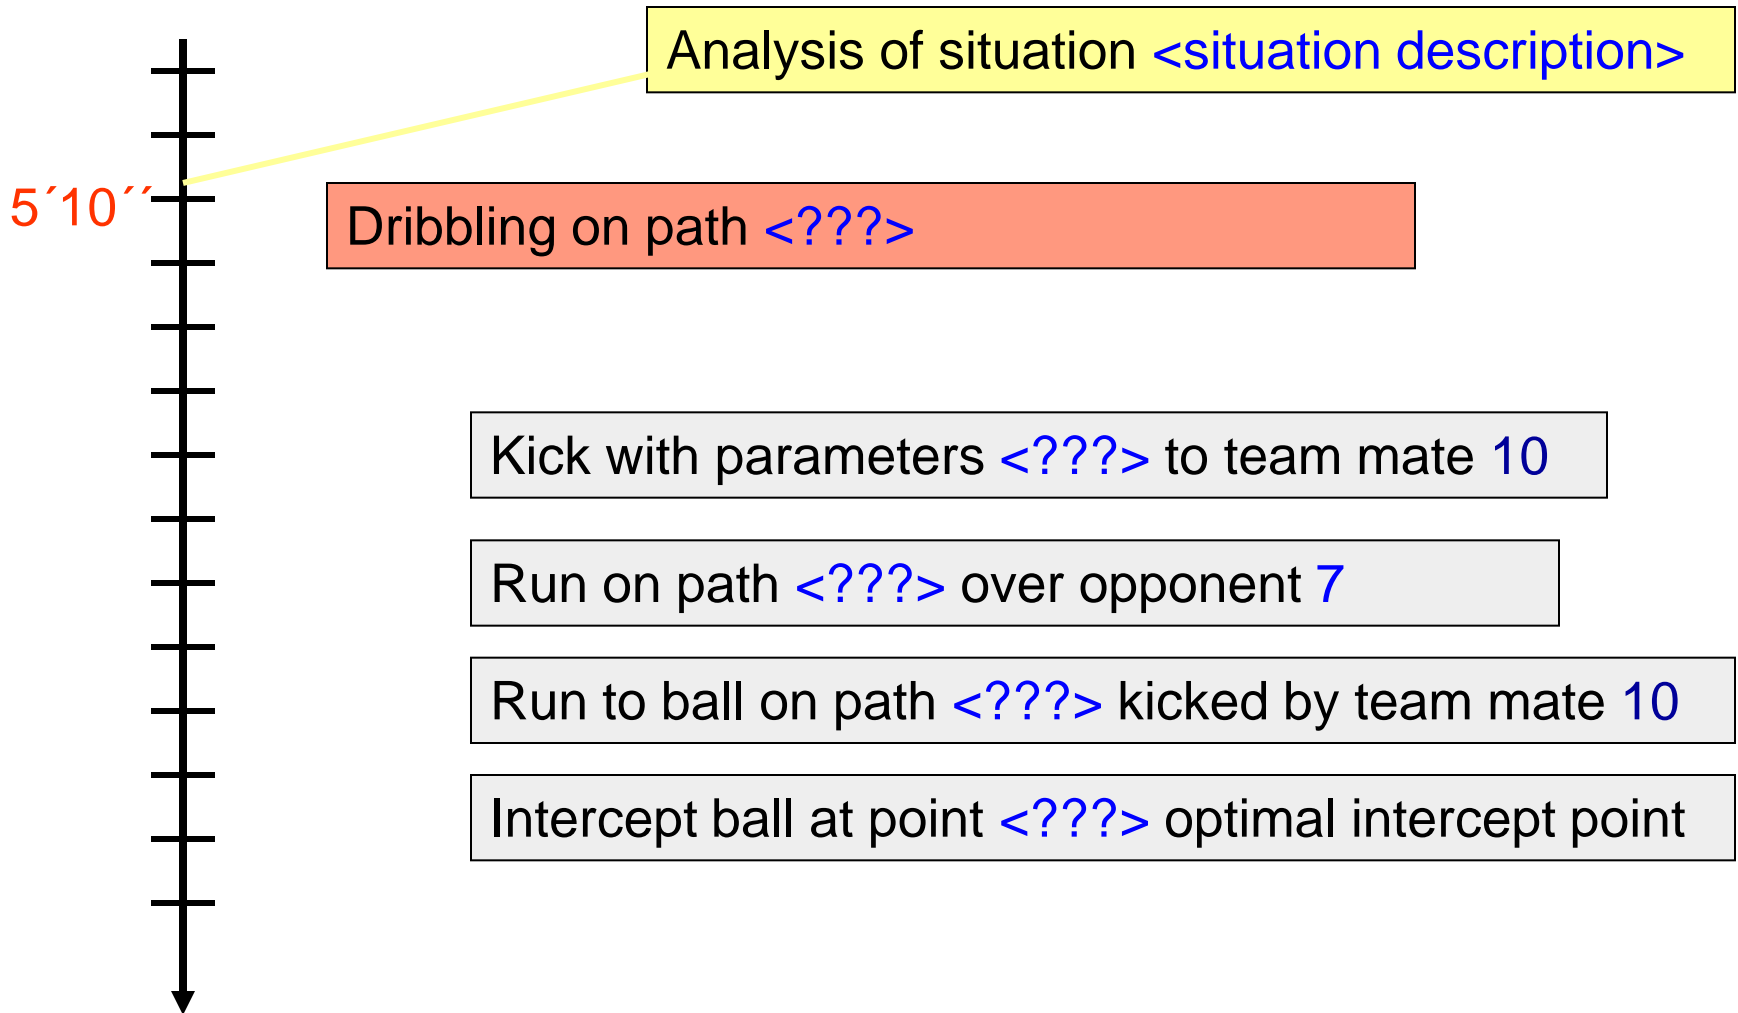 Analysis of situation <situation description>
5´10´´
Dribbling on path <???>
Kick with parameters <???> to team mate 10
Run on path <???> over opponent 7
Run to ball on path <???> kicked by team mate 10
Intercept ball at point <???> optimal intercept point